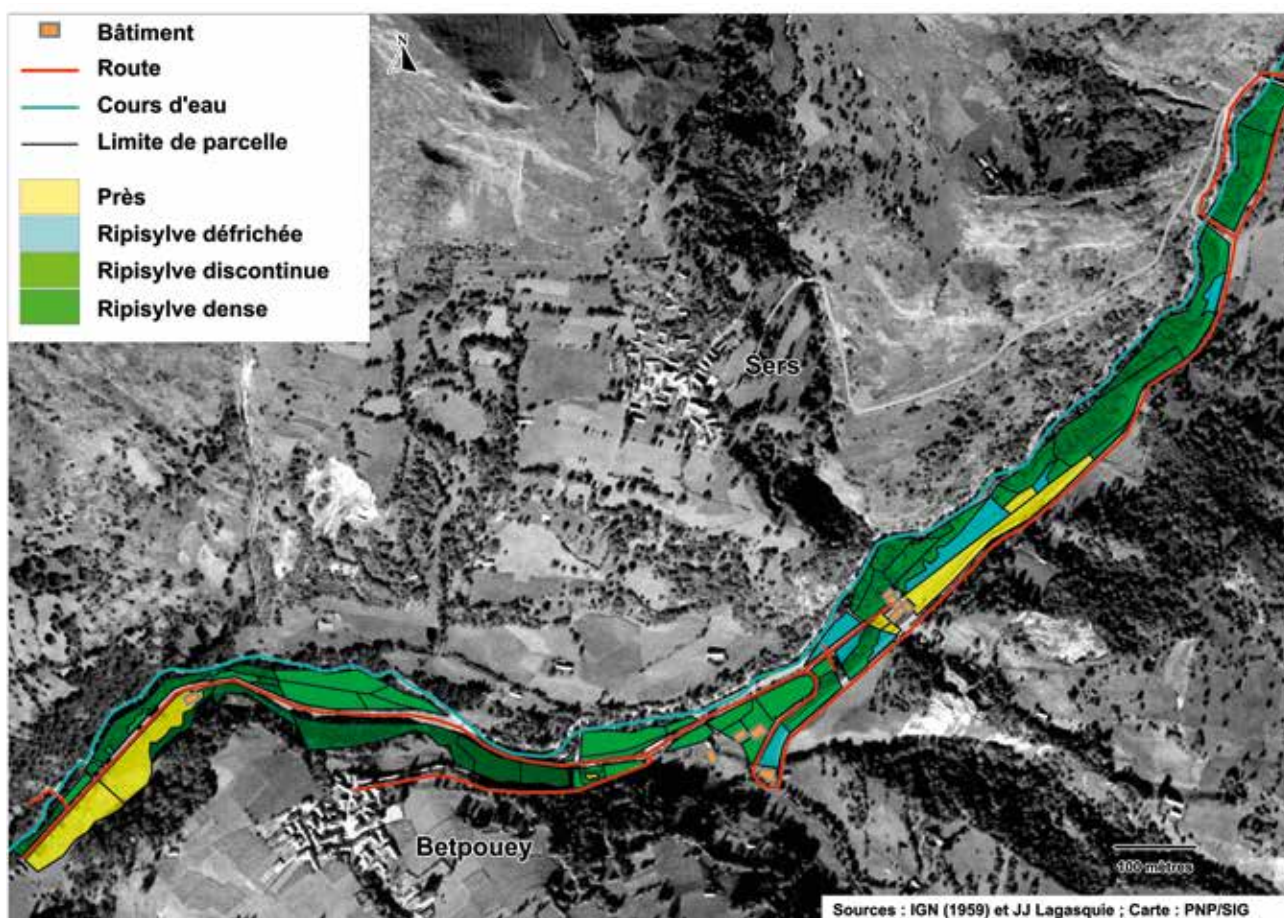 Bâtiment
Route
Cours d'eau
Limite de parcelle
Près
Ripisylve défrichée
Ripisylve discontinue
Ripisylve dense
N
Sers
Betpouey
100 mètres
Sources : IGN (1959) et JJ Lagasquie ; Carte : PNP/SIG